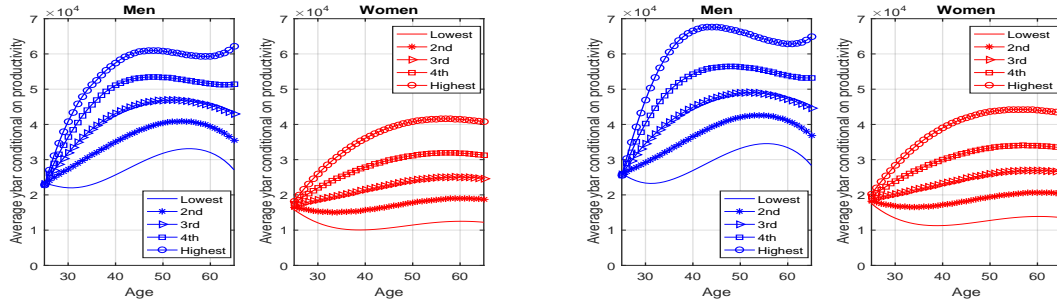 ×10⁴ Men
7
6
5
4
3
2
1
0
30 40 50 60
Age
Average ybar conditional on productivity
Lowest
2nd
3rd
4th
Highest
×10⁴ Women
7
6
5
4
3
2
1
0
30 40 50 60
Age
Average ybar conditional on productivity
Lowest
2nd
3rd
4th
Highest
×10⁴ Men
7
6
5
4
3
2
1
0
30 40 50 60
Age
Average ybar conditional on productivity
Lowest
2nd
3rd
4th
Highest
×10⁴ Women
7
6
5
4
3
2
1
0
30 40 50 60
Age
Average ybar conditional on productivity
Lowest
2nd
3rd
4th
Highest